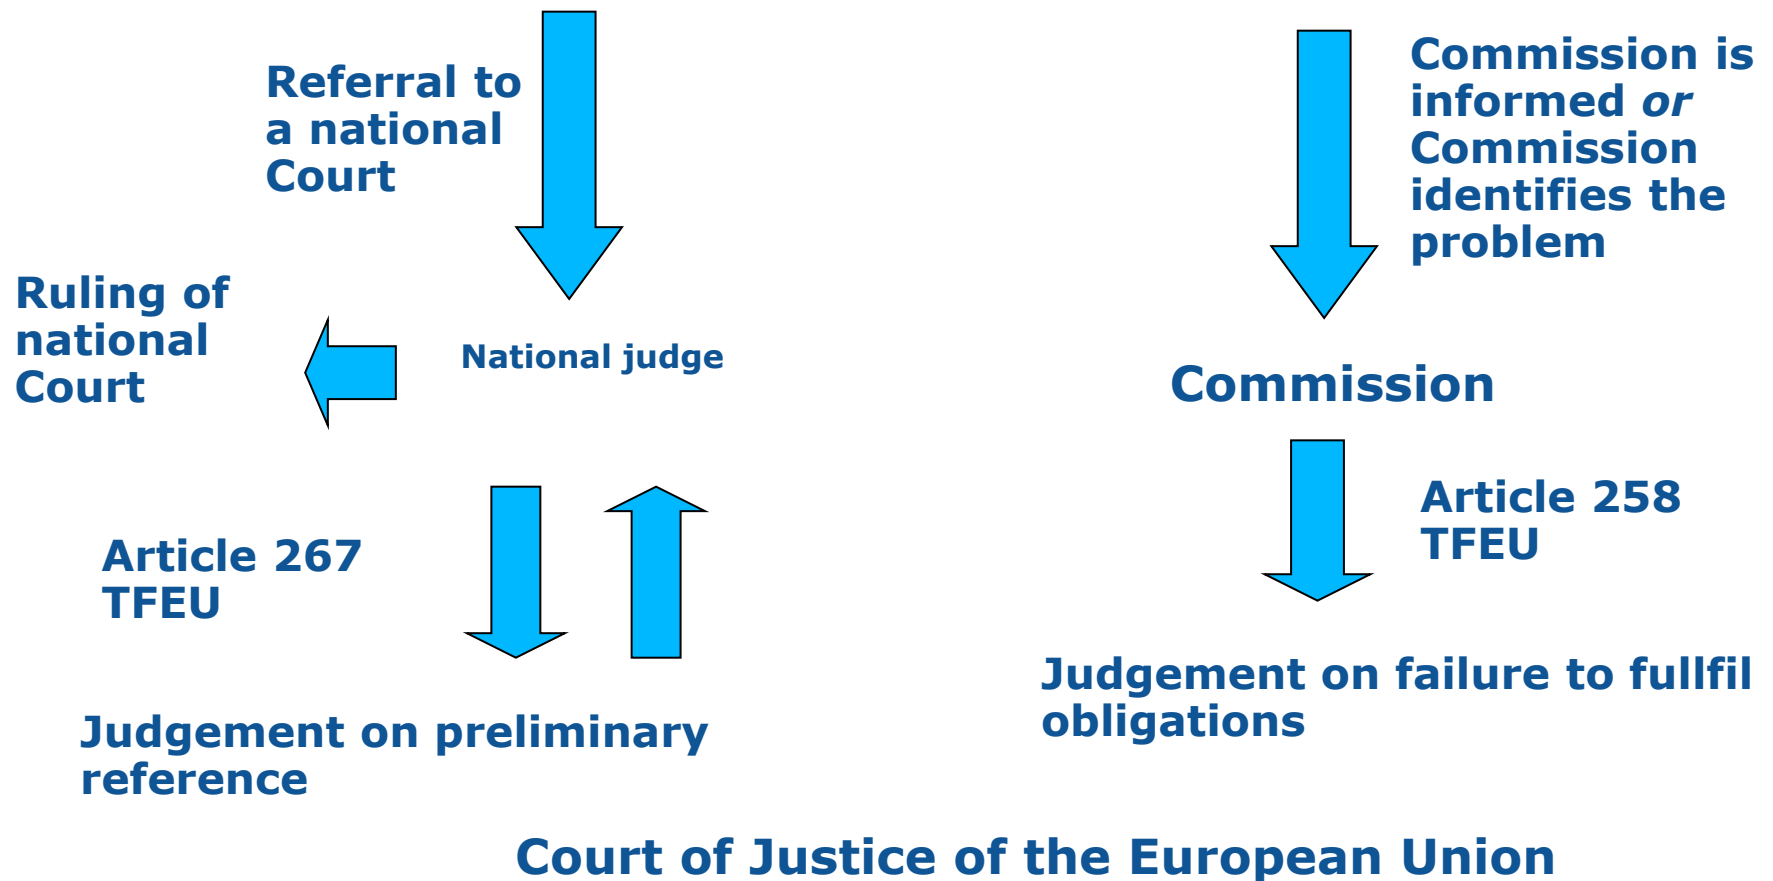 Referral to
a national
Court
Commission is
informed or
Commission
identifies the
problem
Ruling of
national
Court
National judge
Commission
Article 267
TFEU
Article 258
TFEU
Judgement on preliminary
reference
Judgement on failure to fullfil
obligations
Court of Justice of the European Union